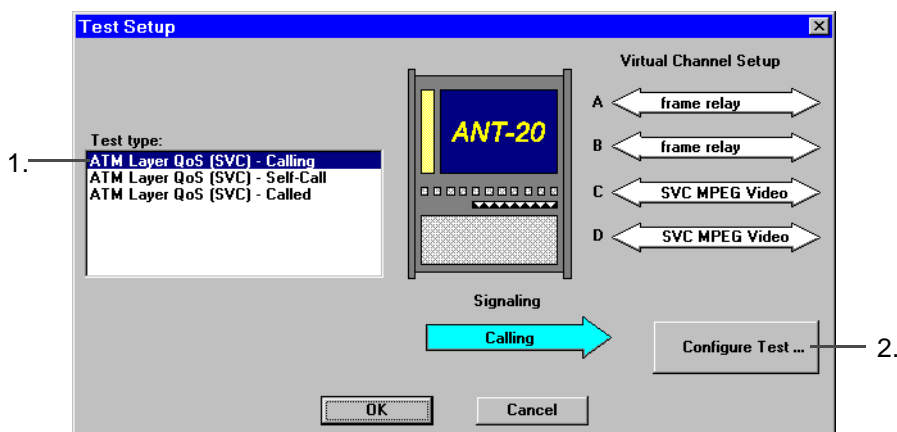 Test Setup
Virtual Channel Setup
A frame relay
ANT-20
B frame relay
Test type:
1. ATM Layer QoS (SVC) - Calling
ATM Layer QoS (SVC) - Self-Call
ATM Layer QoS (SVC) - Called
C SVC MPEG Video
D SVC MPEG Video
Signaling
Calling
Configure Test ... 2.
OK Cancel